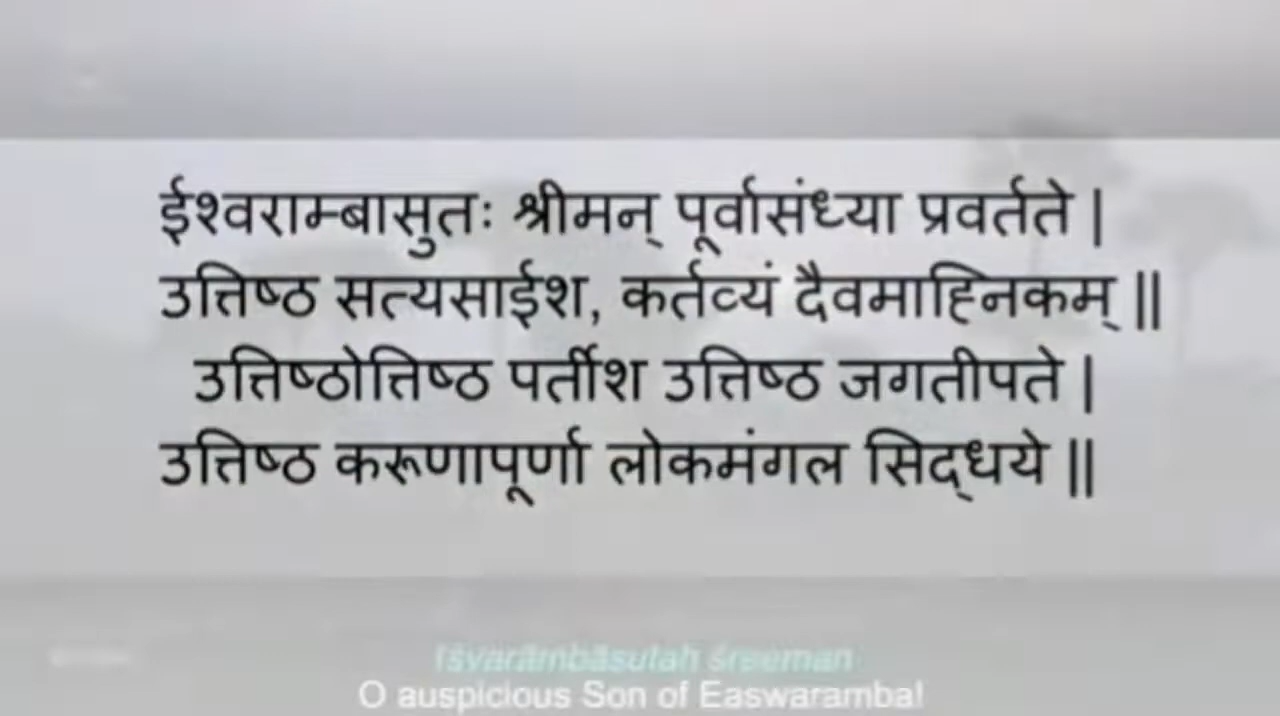 ईश्वराम्बासुतः श्रीमन् पूर्वासंध्या प्रवर्तते |
उत्तिष्ठ सत्यसाईश, कर्तव्यं दैवमाह्निकम् ||
उत्तिष्ठोत्तिष्ठ पर्तीश उत्तिष्ठ जगतीपते |
उत्तिष्ठ करूणापूर्णा लोकमंगल सिद्धये ||
Iśvarāmbāsutah śreeman
O auspicious Son of Easwaramba!